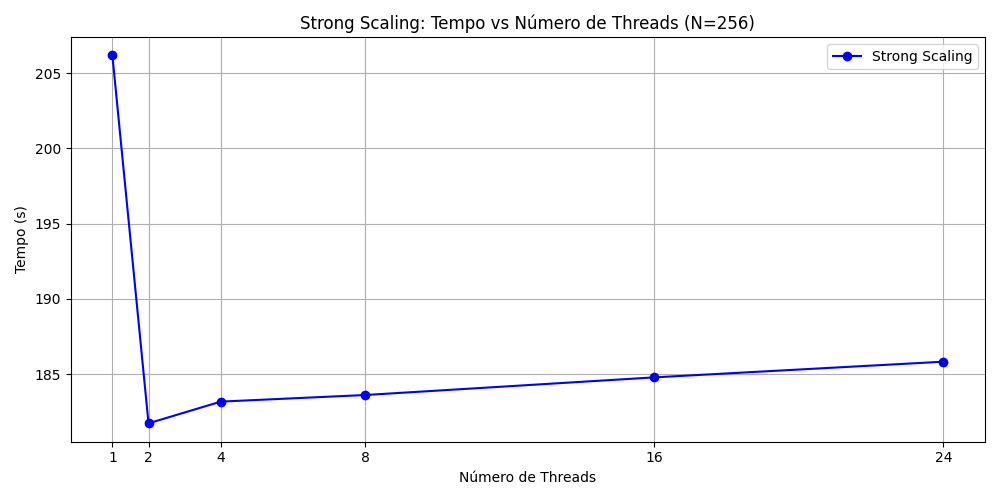 Strong Scaling: Tempo vs Número de Threads (N=256)
Strong Scaling
Tempo (s)
205
200
195
190
185
1 2 4 8 16 24
Número de Threads